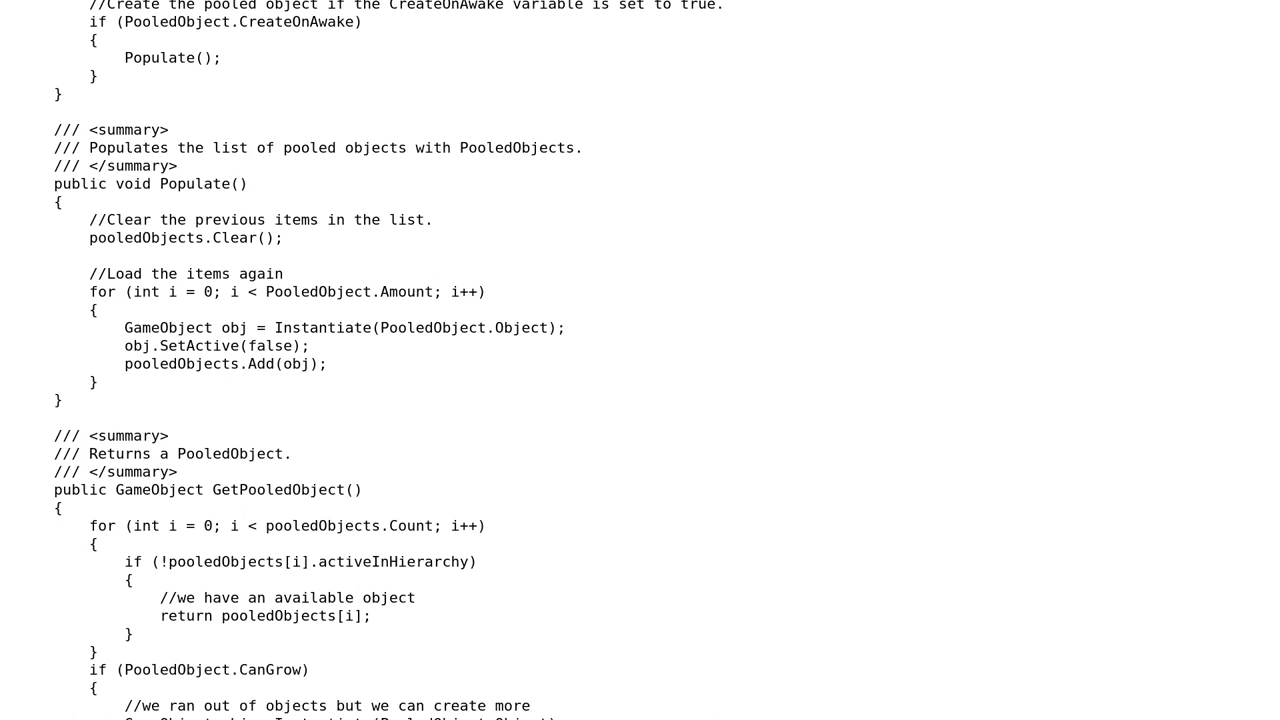 //Create the pooled object if the CreateOnAwake variable is set to true.
if (PooledObject.CreateOnAwake)
{
Populate();
}
}
/// <summary>
/// Populates the list of pooled objects with PooledObjects.
/// </summary>
public void Populate()
{
//Clear the previous items in the list.
pooledObjects.Clear();
//Load the items again
for (int i = 0; i < PooledObject.Amount; i++)
{
GameObject obj = Instantiate(PooledObject.Object);
obj.SetActive(false);
pooledObjects.Add(obj);
}
}
/// <summary>
/// Returns a PooledObject.
/// </summary>
public GameObject GetPooledObject()
{
for (int i = 0; i < pooledObjects.Count; i++)
{
if (!pooledObjects[i].activeInHierarchy)
{
//we have an available object
return pooledObjects[i];
}
}
if (PooledObject.CanGrow)
{
//we ran out of objects but we can create more